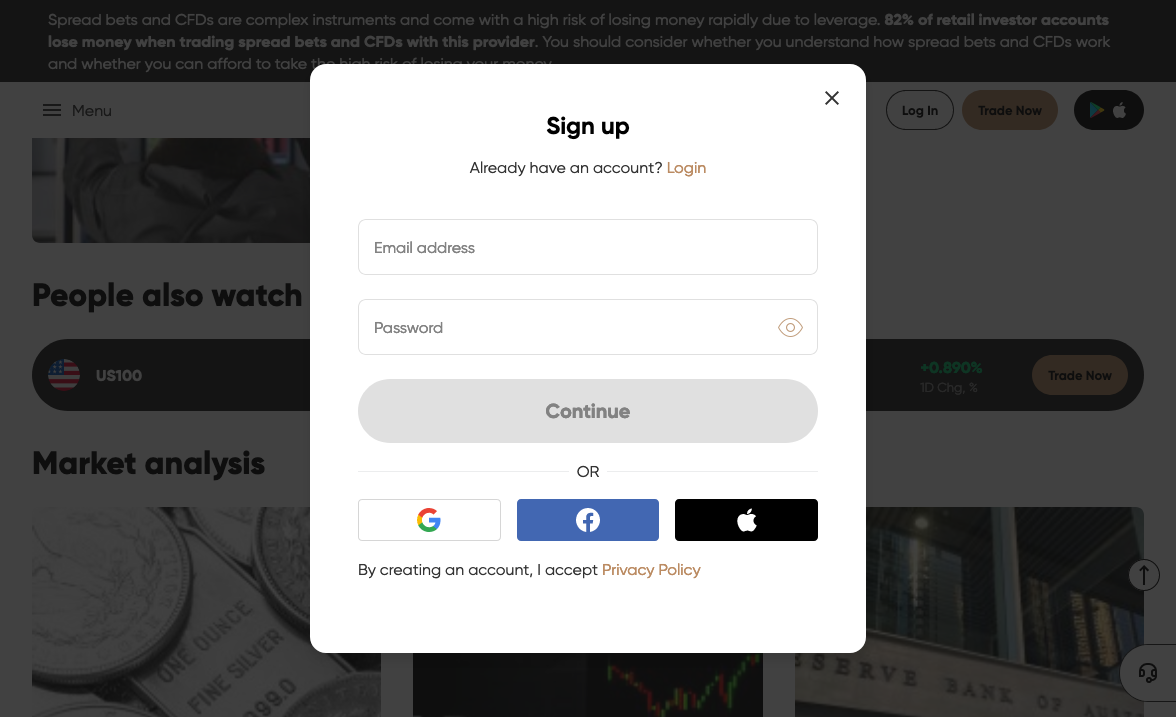 Spread bets and CFDs are complex instruments and come with a high risk of losing money rapidly due to leverage. 82% of retail investor accounts
lose money when trading spread bets and CFDs with this provider. You should consider whether you understand how spread bets and CFDs work
and whether you can afford to take the high risk of losing your money.
Menu
Log In
Trade Now
Sign up
Already have an account? Login
Email address
Password
Continue
OR
By creating an account, I accept Privacy Policy
People also watch
US100
+0.890%
1D Chg, %
Trade Now
Market analysis
ONE OUNCE
FINE SILVER
999.0
ESERVE BANK OF AUS